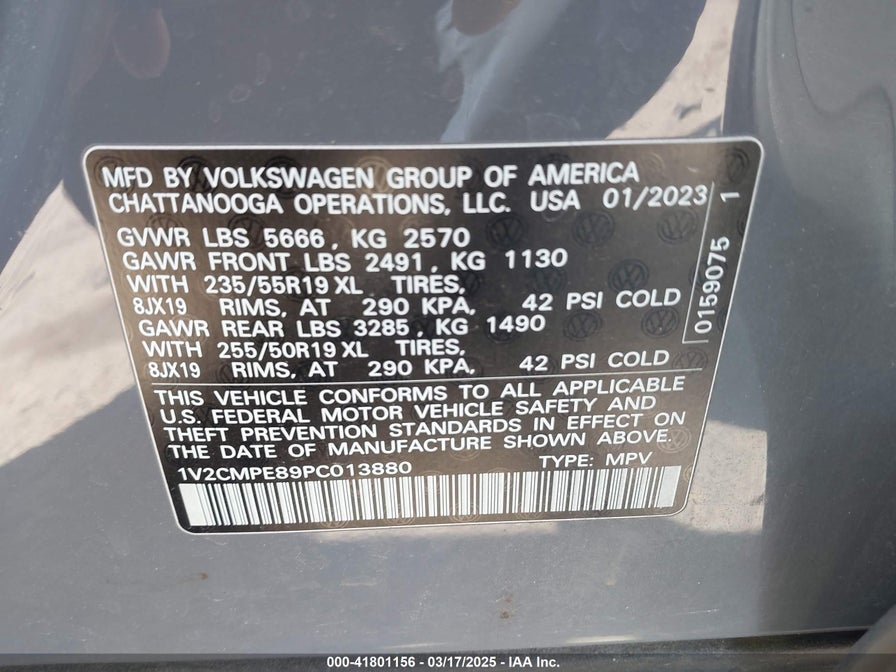 MFD BY VOLKSWAGEN GROUP OF AMERICA
CHATTANOOGA OPERATIONS, LLC. USA 01/2023
GVWR LBS 5666, KG 2570
GAWR FRONT LBS 2491, KG 1130
WITH 235/55R19 XL TIRES,
8JX19 RIMS, AT 290 KPA, 42 PSI COLD
GAWR REAR LBS 3285, KG 1490
WITH 255/50R19 XL TIRES,
8JX19 RIMS, AT 290 KPA, 42 PSI COLD
THIS VEHICLE CONFORMS TO ALL APPLICABLE
U.S. FEDERAL MOTOR VEHICLE SAFETY AND
THEFT PREVENTION STANDARDS IN EFFECT ON
THE DATE OF MANUFACTURE SHOWN ABOVE.
1V2CMPE89PC013880 TYPE: MPV
0159075 1
000-41801156 - 03/17/2025 - IAA Inc.